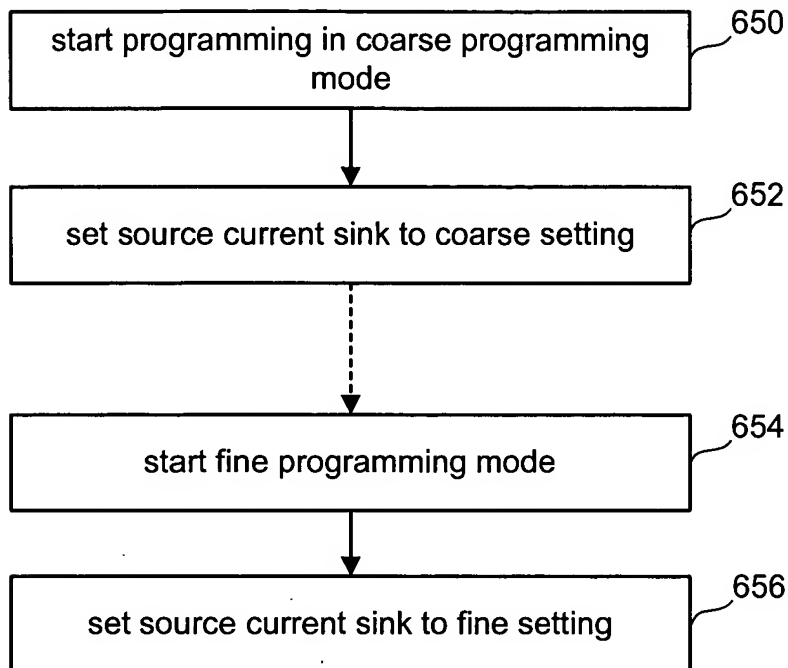 start programming in coarse programming
mode
650
set source current sink to coarse setting
652
start fine programming mode
654
set source current sink to fine setting
656